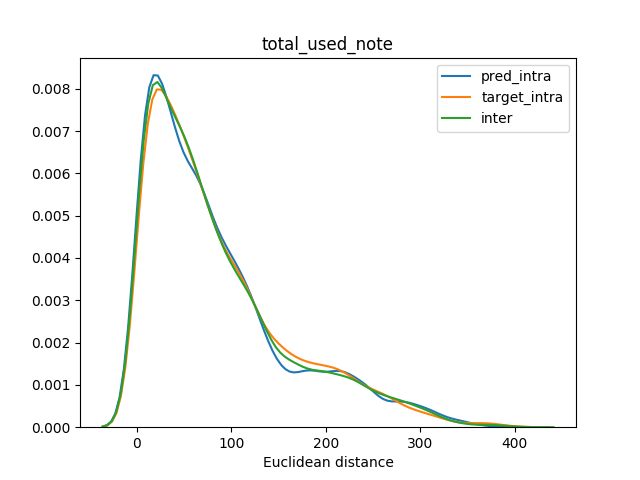 total_used_note
pred_intra
target_intra
inter
0.008
0.007
0.006
0.005
0.004
0.003
0.002
0.001
0.000
0 100 200 300 400
Euclidean distance